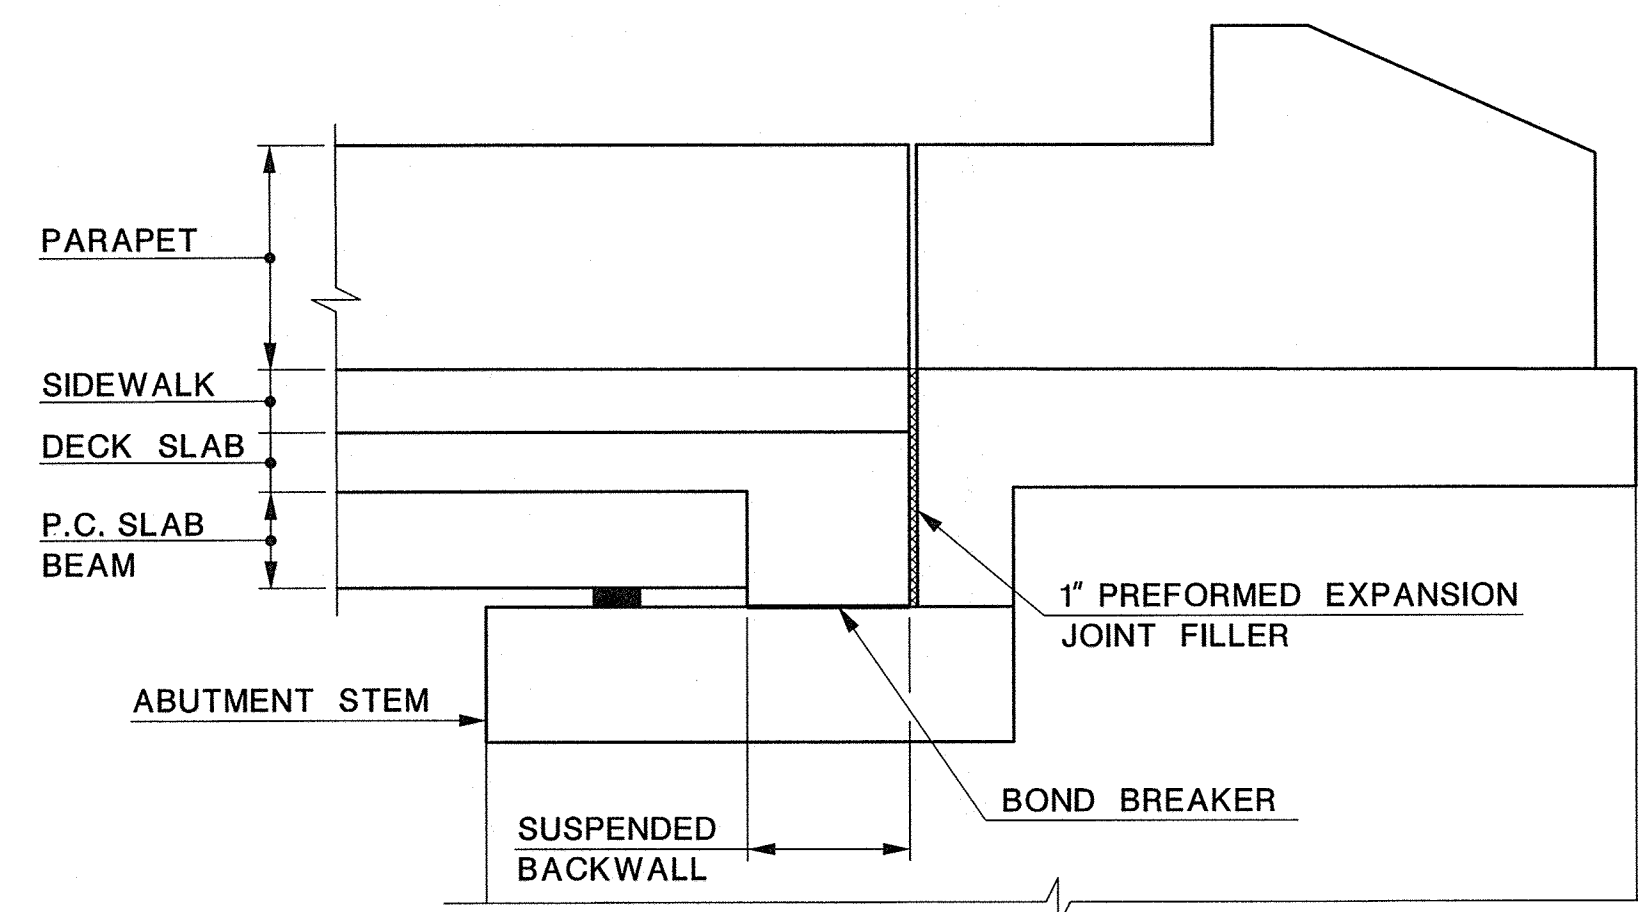 PARAPET
SIDEWALK
DECK SLAB
P.C. SLAB
BEAM
1" PREFORMED EXPANSION
JOINT FILLER
ABUTMENT STEM
BOND BREAKER
SUSPENDED
BACKWALL